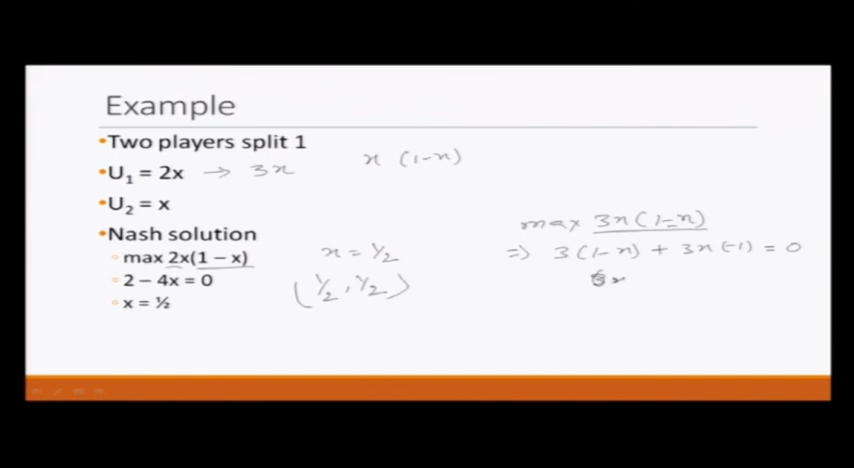 Example
•Two players split 1
•U₁ = 2x → 3x x (1-x)
•U₂ = x
•Nash solution
max 3x(1-x)
◦ max 2x(1 – x)
x = 1/2
⇒ 3(1-x) + 3x(-1) = 0
◦ 2 – 4x = 0
(1/2, 1/2)
◦ x = ½